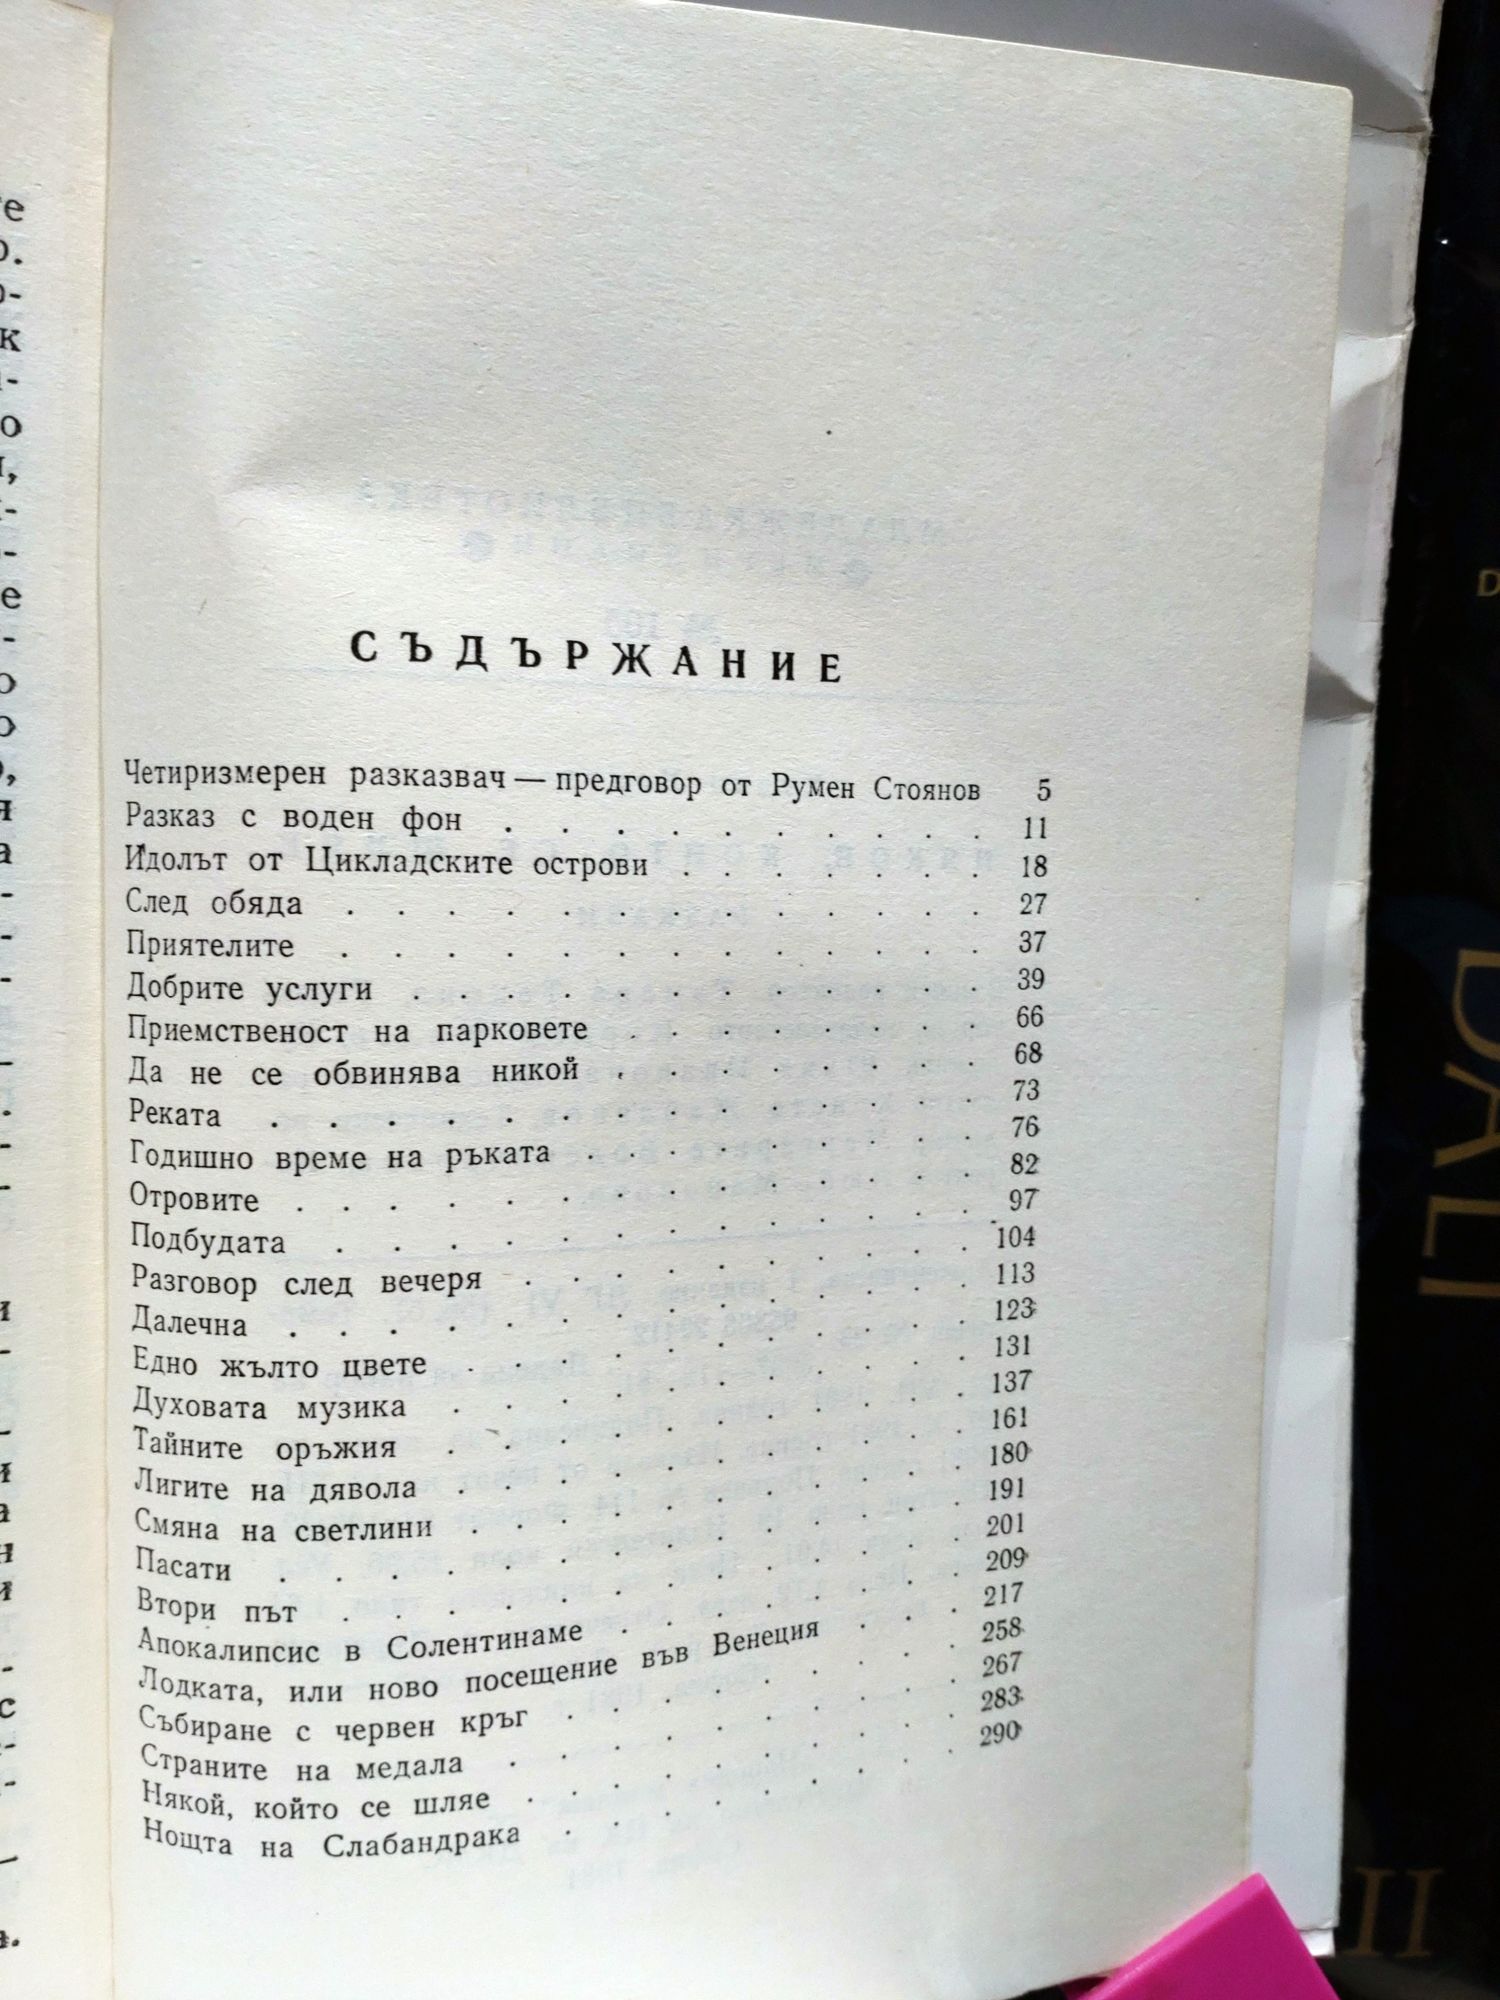 СЪДЪРЖАНИЕ
Четиризмерен разказвач — предговор от Румен Стоянов 5
Разказ с воден фон . . . . . . . . . . 11
Идолът от Цикладските острови . . . . . . . 18
След обяда . . . . . . . . . . . . 27
Приятелите . . . . . . . . . . . . 37
Добрите услуги . . . . . . . . . . . 39
Приемственост на парковете . . . . . . . . 66
Да не се обвинява никой . . . . . . . . 68
Реката . . . . . . . . . . . . . 73
Годишно време на ръката . . . . . . . . 76
Отровите . . . . . . . . . . . . 82
Подбудата . . . . . . . . . . . . 97
Разговор след вечеря . . . . . . . . . 104
Далечна . . . . . . . . . . . . 113
Едно жълто цвете . . . . . . . . . . 123
Духовата музика . . . . . . . . . . 131
Тайните оръжия . . . . . . . . . . 137
Лигите на дявола . . . . . . . . . . 161
Смяна на светлини . . . . . . . . . . 180
Пасати . . . . . . . . . . . . 191
Втори път . . . . . . . . . . . 201
Апокалипсис в Солентинаме . . . . . . . . 209
Лодката, или ново посещение във Венеция . . . 217
Събиране с червен кръг . . . . . . . . 258
Страните на медала . . . . . . . . . 267
Някой, който се шляе . . . . . . . . . 283
Нощта на Слабандрака . . . . . . . . 290
DALI
II